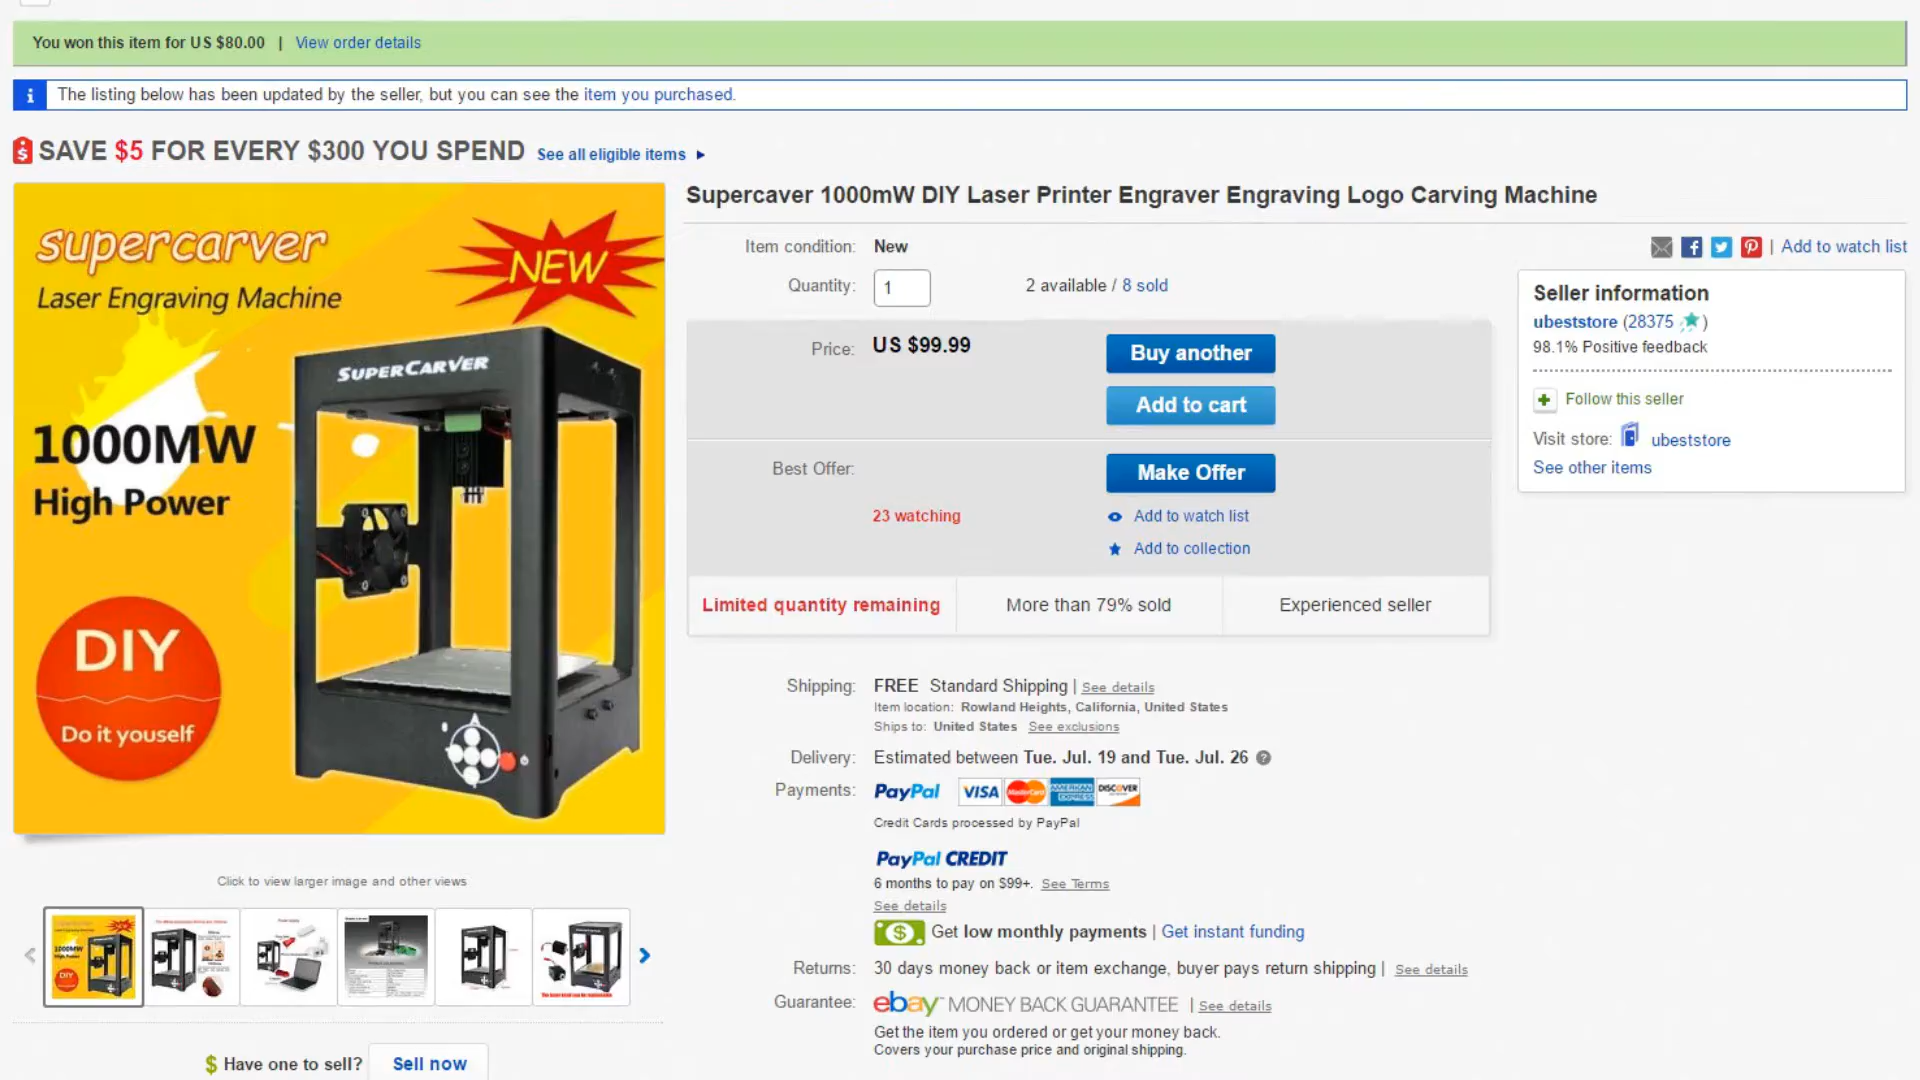 You won this item for US $80.00 | View order details
i The listing below has been updated by the seller, but you can see the item you purchased.
$ SAVE $5 FOR EVERY $300 YOU SPEND See all eligible items
supercarver
Laser Engraving Machine
NEW
SUPERCARVER
1000MW
High Power
DIY
Do it youself
Click to view larger image and other views
$ Have one to sell? Sell now
Supercaver 1000mW DIY Laser Printer Engraver Engraving Logo Carving Machine
Item condition: New
Quantity: 1 2 available / 8 sold
Price: US $99.99 Buy another
Add to cart
Best Offer: Make Offer
23 watching Add to watch list
Add to collection
Limited quantity remaining More than 79% sold Experienced seller
Shipping: FREE Standard Shipping | See details
Item location: Rowland Heights, California, United States
Ships to: United States See exclusions
Delivery: Estimated between Tue. Jul. 19 and Tue. Jul. 26 ?
Payments: PayPal VISA MasterCard AMERICAN EXPRESS DISCOVER
Credit Cards processed by PayPal
PayPal CREDIT
6 months to pay on $99+. See Terms
See details
$ Get low monthly payments | Get instant funding
Returns: 30 days money back or item exchange, buyer pays return shipping | See details
Guarantee: ebay MONEY BACK GUARANTEE | See details
Get the item you ordered or get your money back.
Covers your purchase price and original shipping.
| Add to watch list
Seller information
ubeststore (28375)
98.1% Positive feedback
Follow this seller
Visit store: ubeststore
See other items